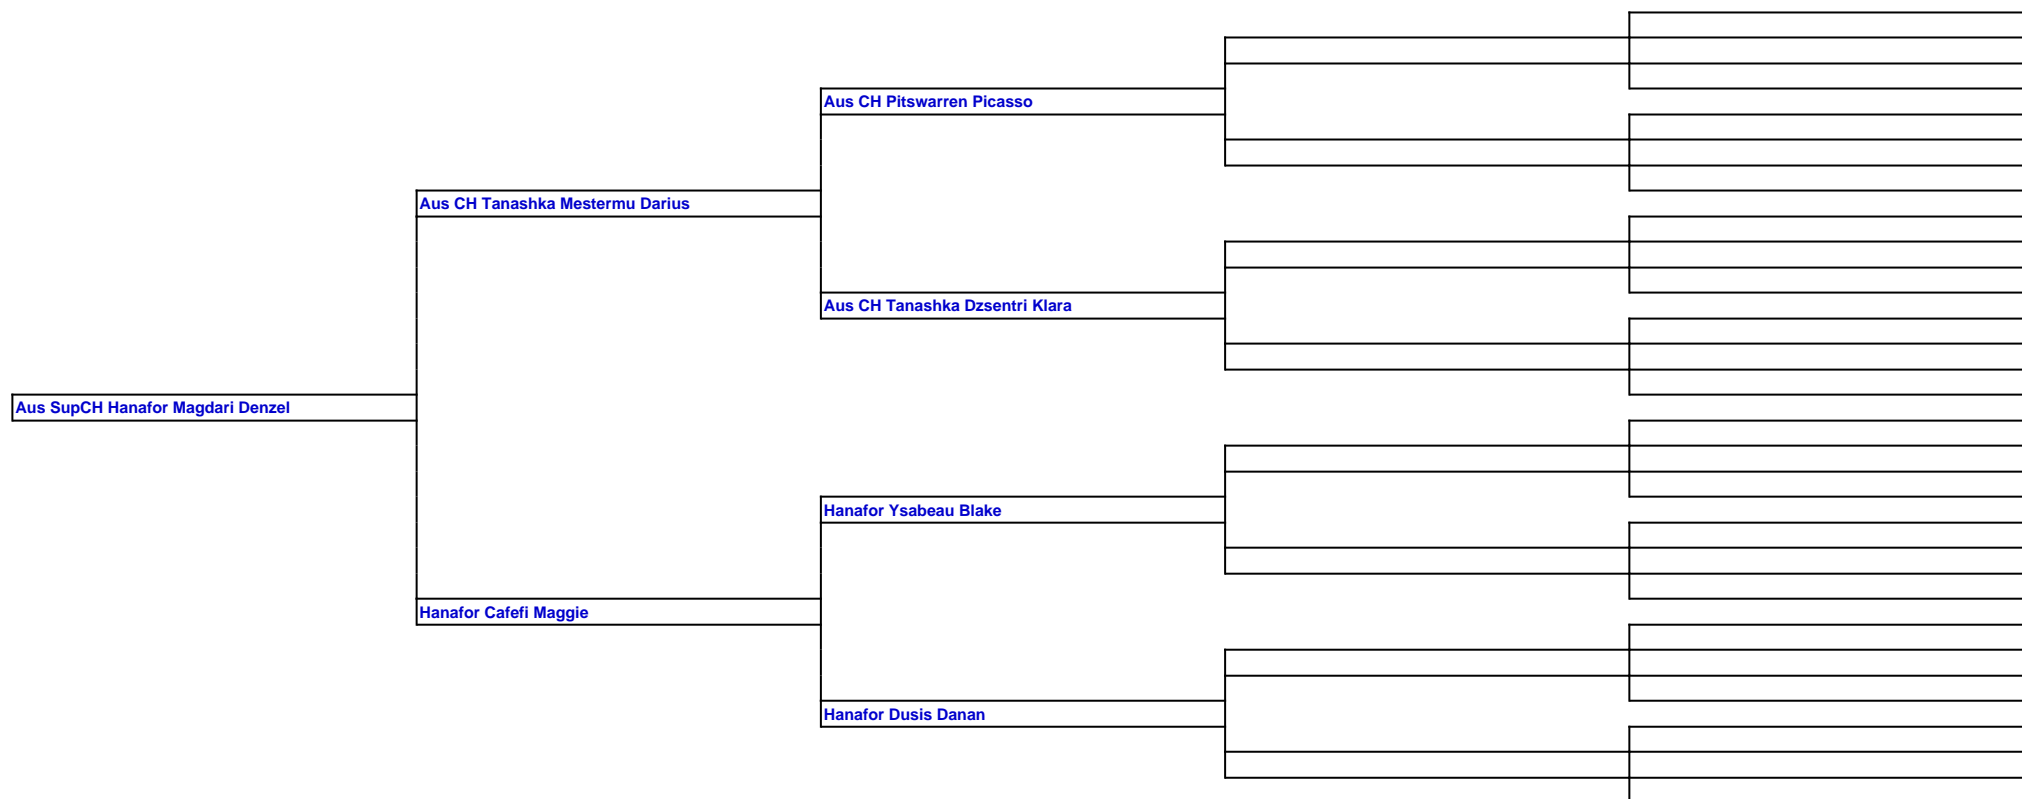 Aus CH Pitswarren Picasso
Aus CH Tanashka Mestermu Darius
Aus CH Tanashka Dzsentri Klara
Aus SupCH Hanafor Magdari Denzel
Hanafor Ysabeau Blake
Hanafor Cafefi Maggie
Hanafor Dusis Danan